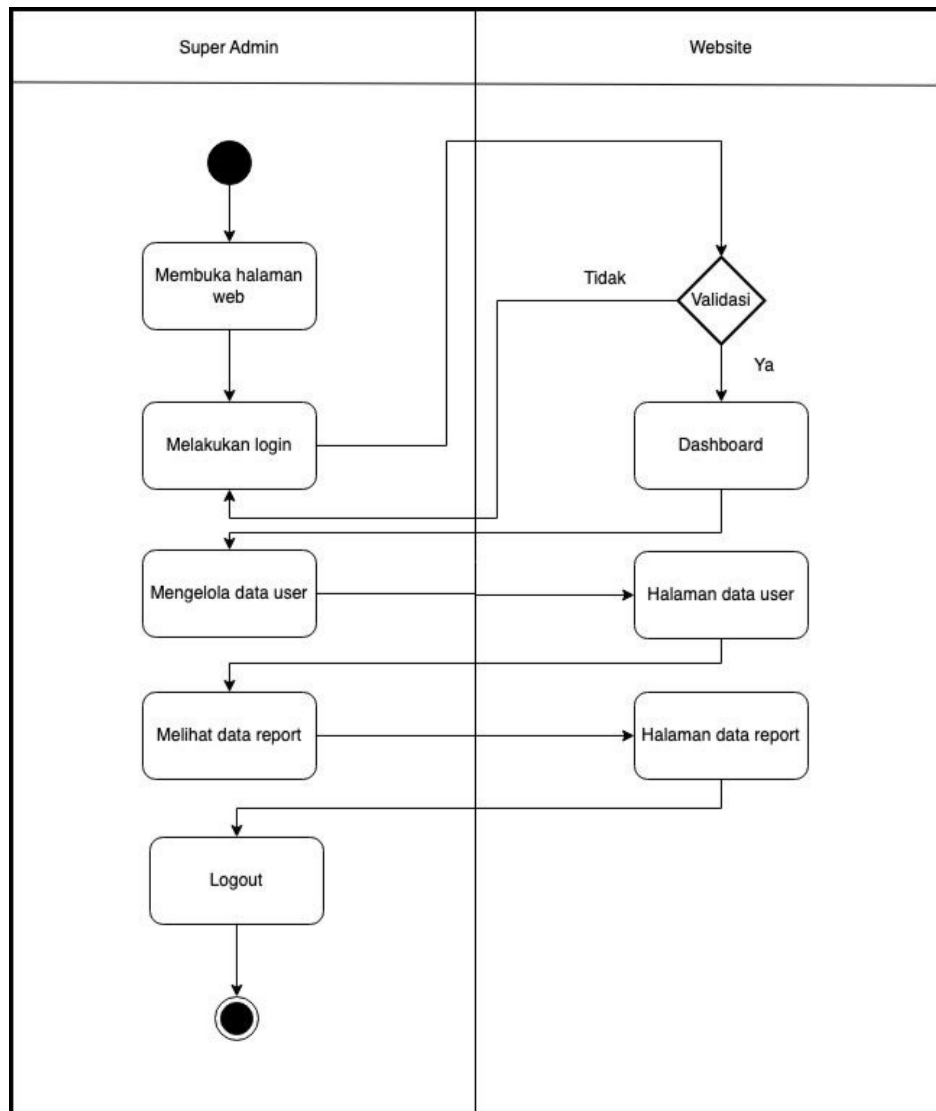 Super Admin
Website
Membuka halaman
web
Tidak
Validasi
Ya
Melakukan login
Dashboard
Mengelola data user
Halaman data user
Melihat data report
Halaman data report
Logout